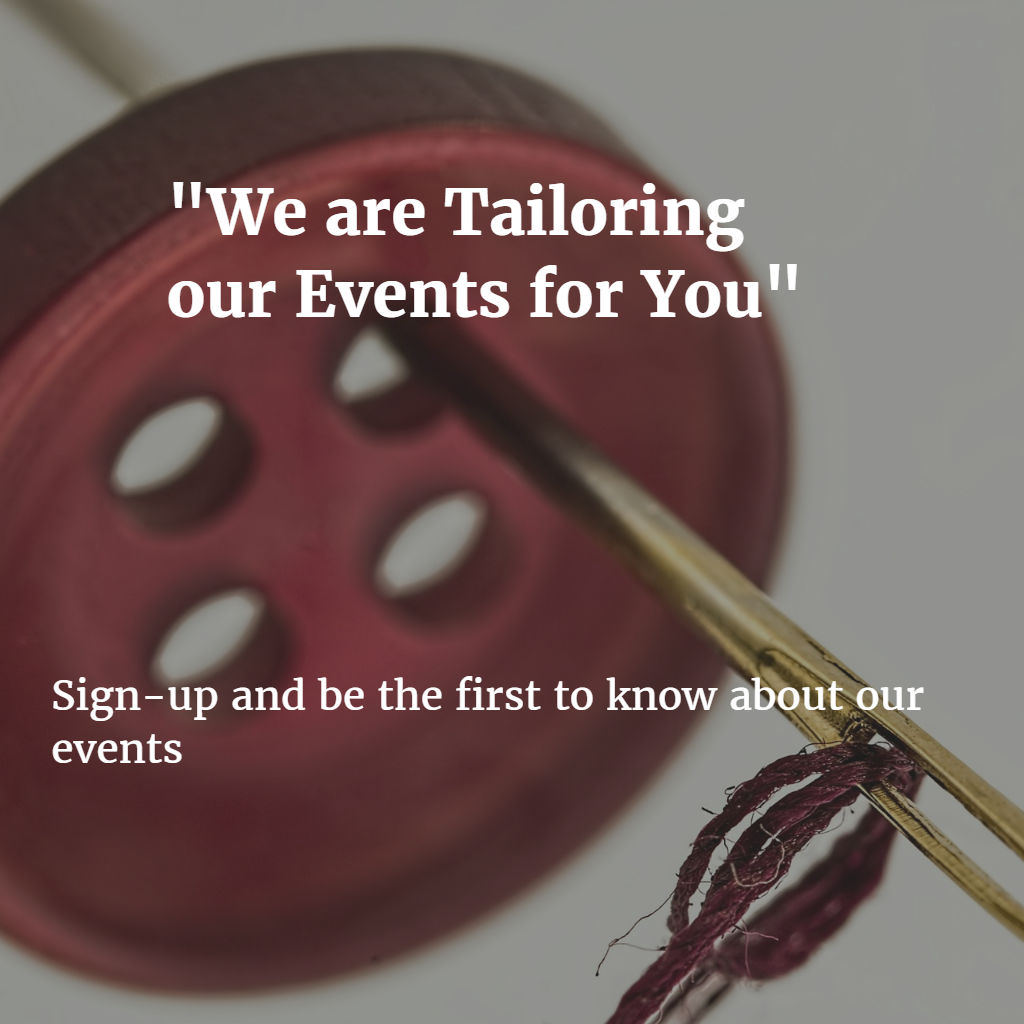 "We are Tailoring
our Events for You"
Sign-up and be the first to know about our
events